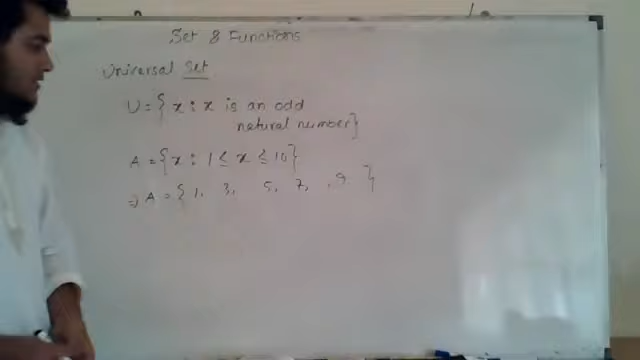 Set & Functions
Universal Set
U = { x : x is an odd
natural number }
A = { x : 1 ≤ x ≤ 10 }
⇒ A = { 1, 3, 5, 7, , 9 }